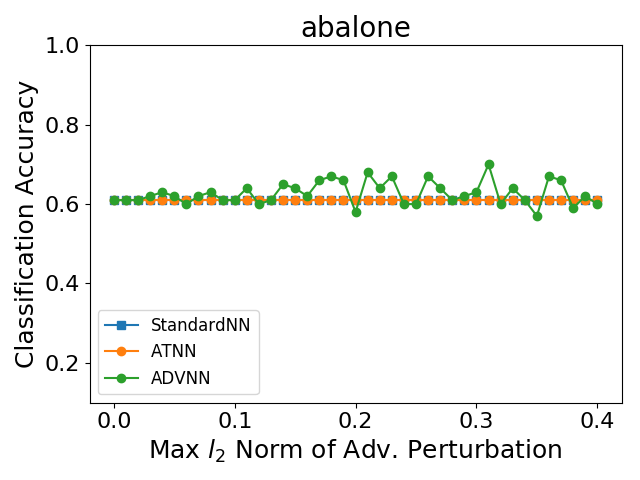 abalone
Classification Accuracy
1.0
0.8
0.6
0.4
0.2
StandardNN
ATNN
ADVNN
0.0 0.1 0.2 0.3 0.4
Max l₂ Norm of Adv. Perturbation